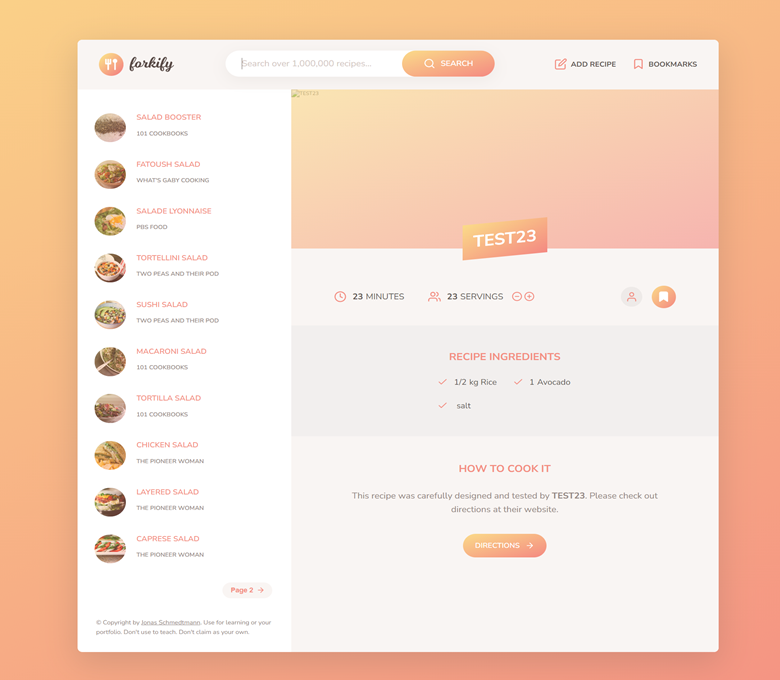 forkify
Search over 1,000,000 recipes...
SEARCH
ADD RECIPE
BOOKMARKS
SALAD BOOSTER
101 COOKBOOKS
FATOUSH SALAD
WHAT'S GABY COOKING
SALADE LYONNAISE
PBS FOOD
TORTELLINI SALAD
TWO PEAS AND THEIR POD
SUSHI SALAD
TWO PEAS AND THEIR POD
MACARONI SALAD
101 COOKBOOKS
TORTILLA SALAD
101 COOKBOOKS
CHICKEN SALAD
THE PIONEER WOMAN
LAYERED SALAD
THE PIONEER WOMAN
CAPRESE SALAD
THE PIONEER WOMAN
Page 2
© Copyright by Jonas Schmedtmann. Use for learning or your
portfolio. Don't use to teach. Don't claim as your own.
TEST23
TEST23
23 MINUTES
23 SERVINGS
RECIPE INGREDIENTS
1/2 kg Rice
1 Avocado
salt
HOW TO COOK IT
This recipe was carefully designed and tested by TEST23. Please check out
directions at their website.
DIRECTIONS